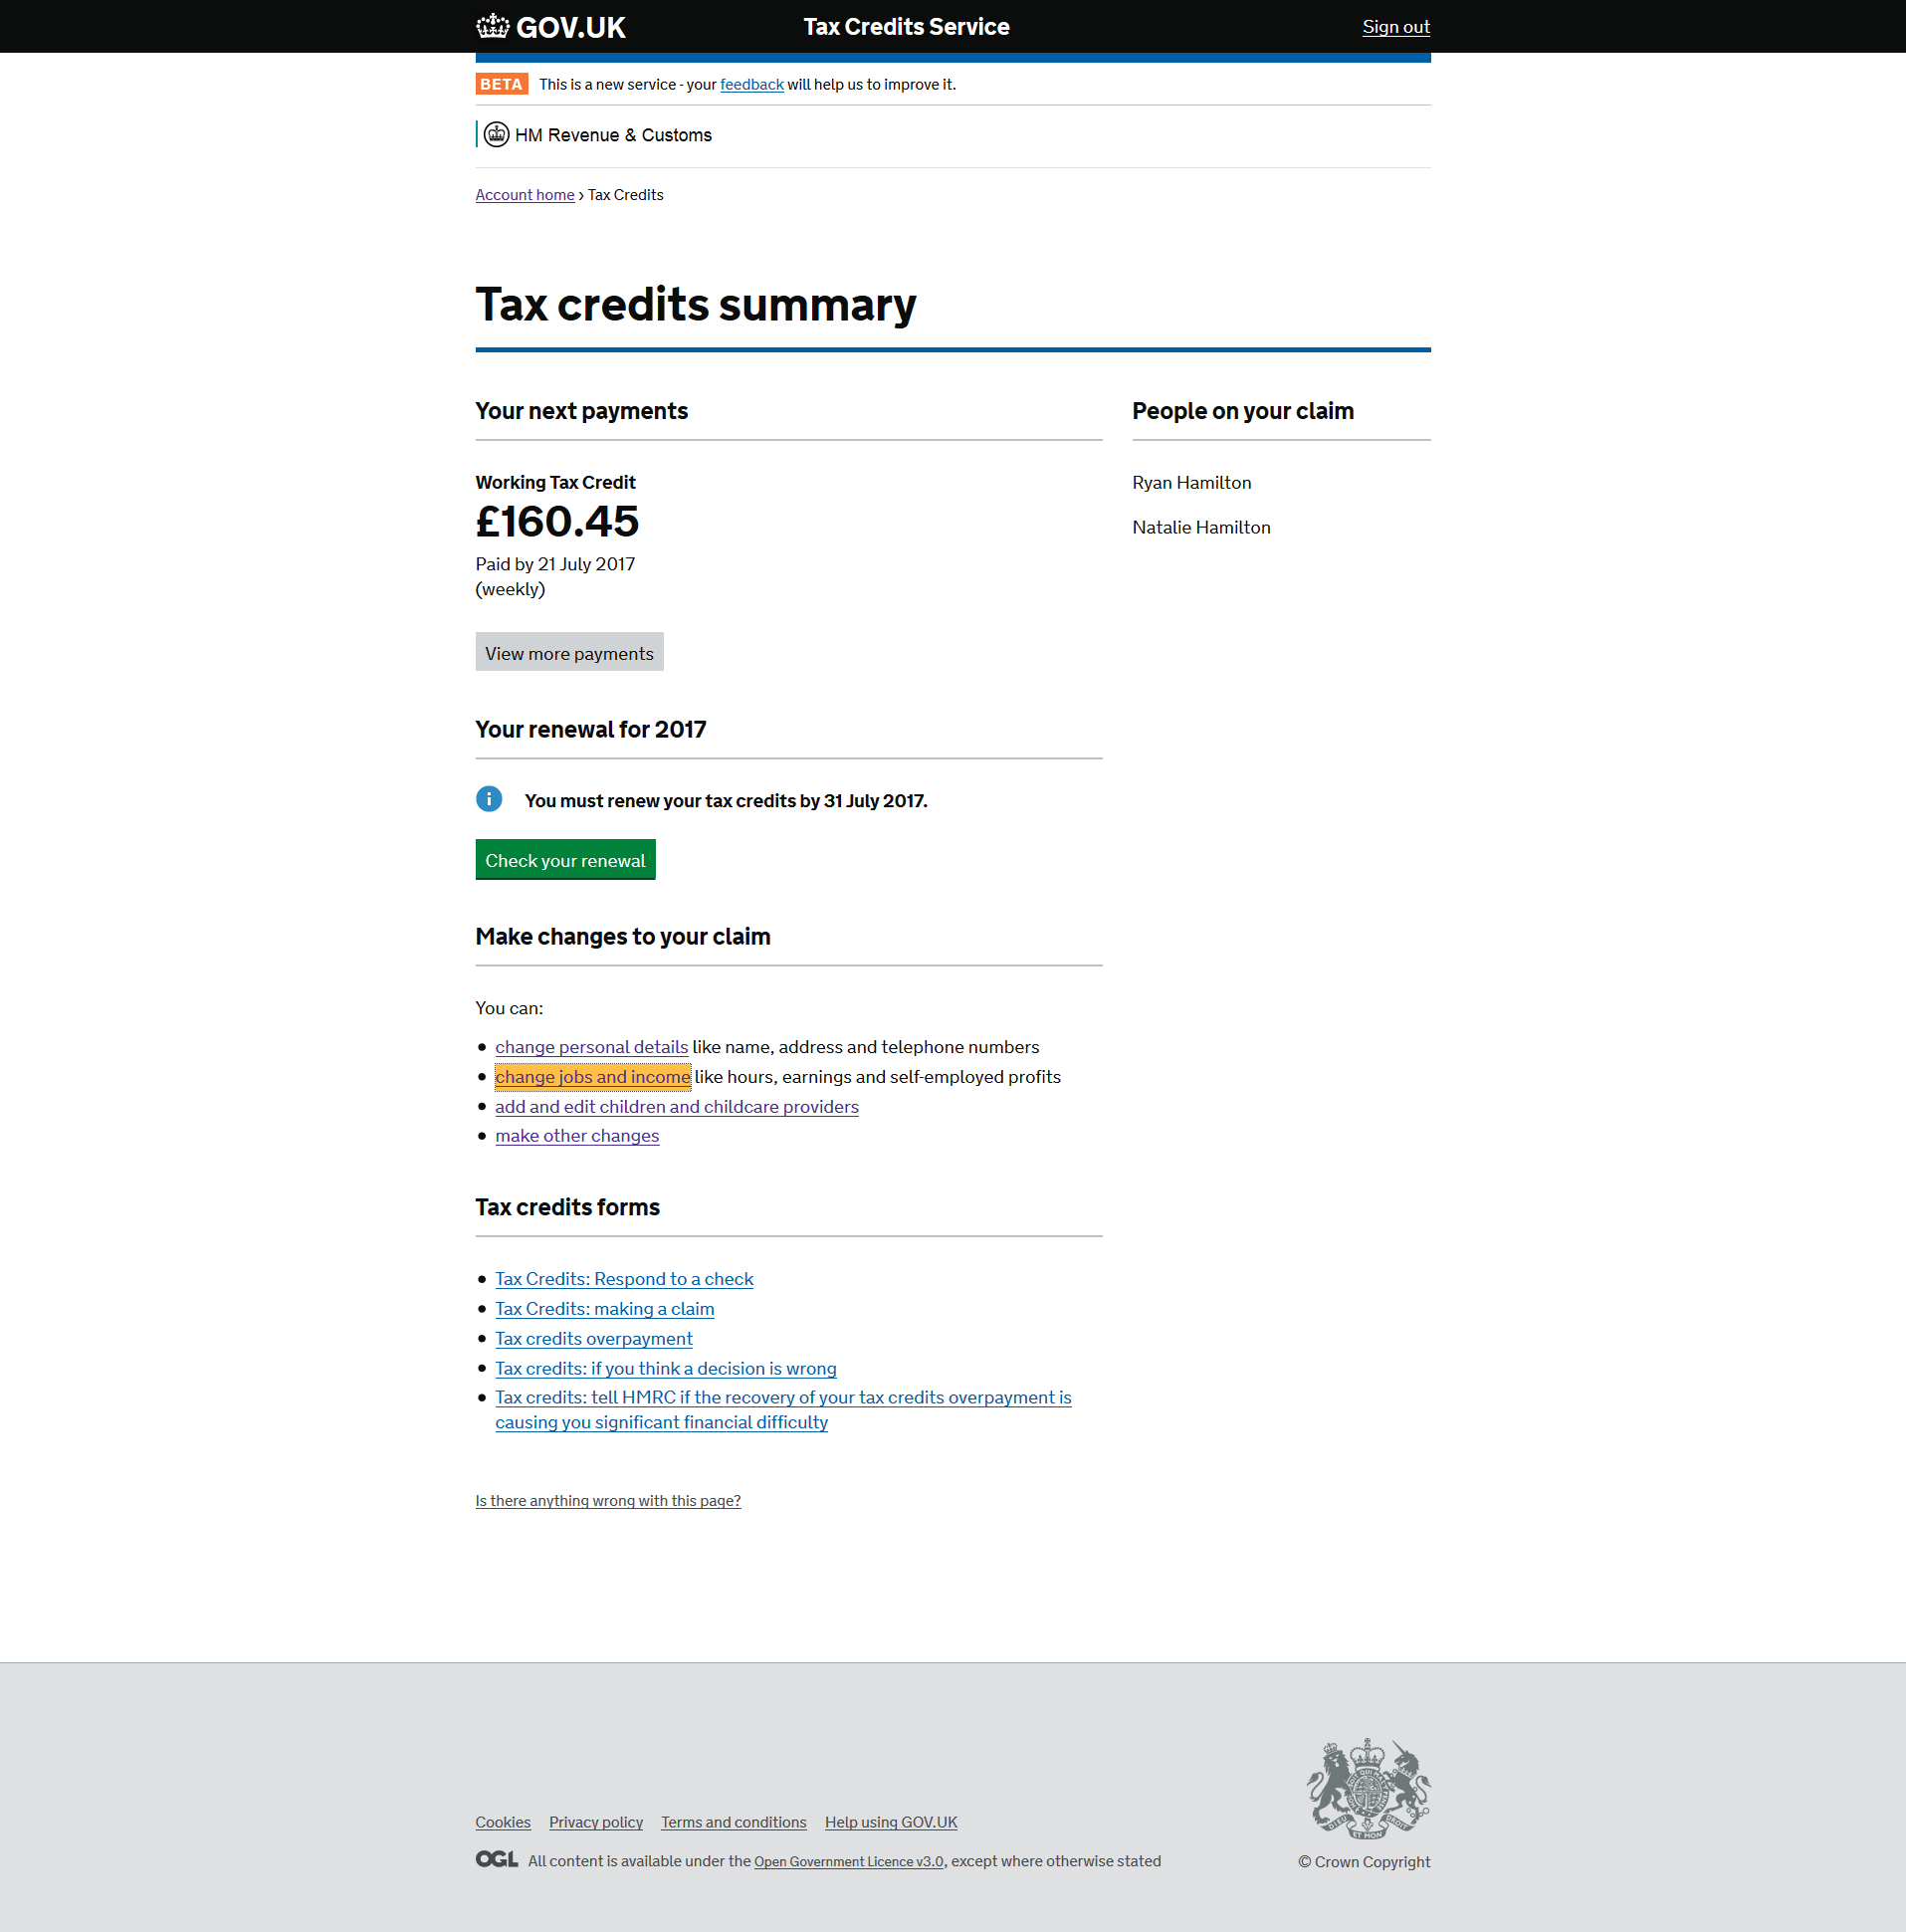 GOV.UK
Tax Credits Service
Sign out
BETA This is a new service - your feedback will help us to improve it.
HM Revenue & Customs
Account home › Tax Credits
Tax credits summary
Your next payments
Working Tax Credit
£160.45
Paid by 21 July 2017
(weekly)
View more payments
Your renewal for 2017
You must renew your tax credits by 31 July 2017.
Check your renewal
Make changes to your claim
You can:
change personal details like name, address and telephone numbers
change jobs and income like hours, earnings and self-employed profits
add and edit children and childcare providers
make other changes
Tax credits forms
Tax Credits: Respond to a check
Tax Credits: making a claim
Tax credits overpayment
Tax credits: if you think a decision is wrong
Tax credits: tell HMRC if the recovery of your tax credits overpayment is
causing you significant financial difficulty
Is there anything wrong with this page?
People on your claim
Ryan Hamilton
Natalie Hamilton
Cookies Privacy policy Terms and conditions Help using GOV.UK
OGL All content is available under the Open Government Licence v3.0, except where otherwise stated
© Crown Copyright